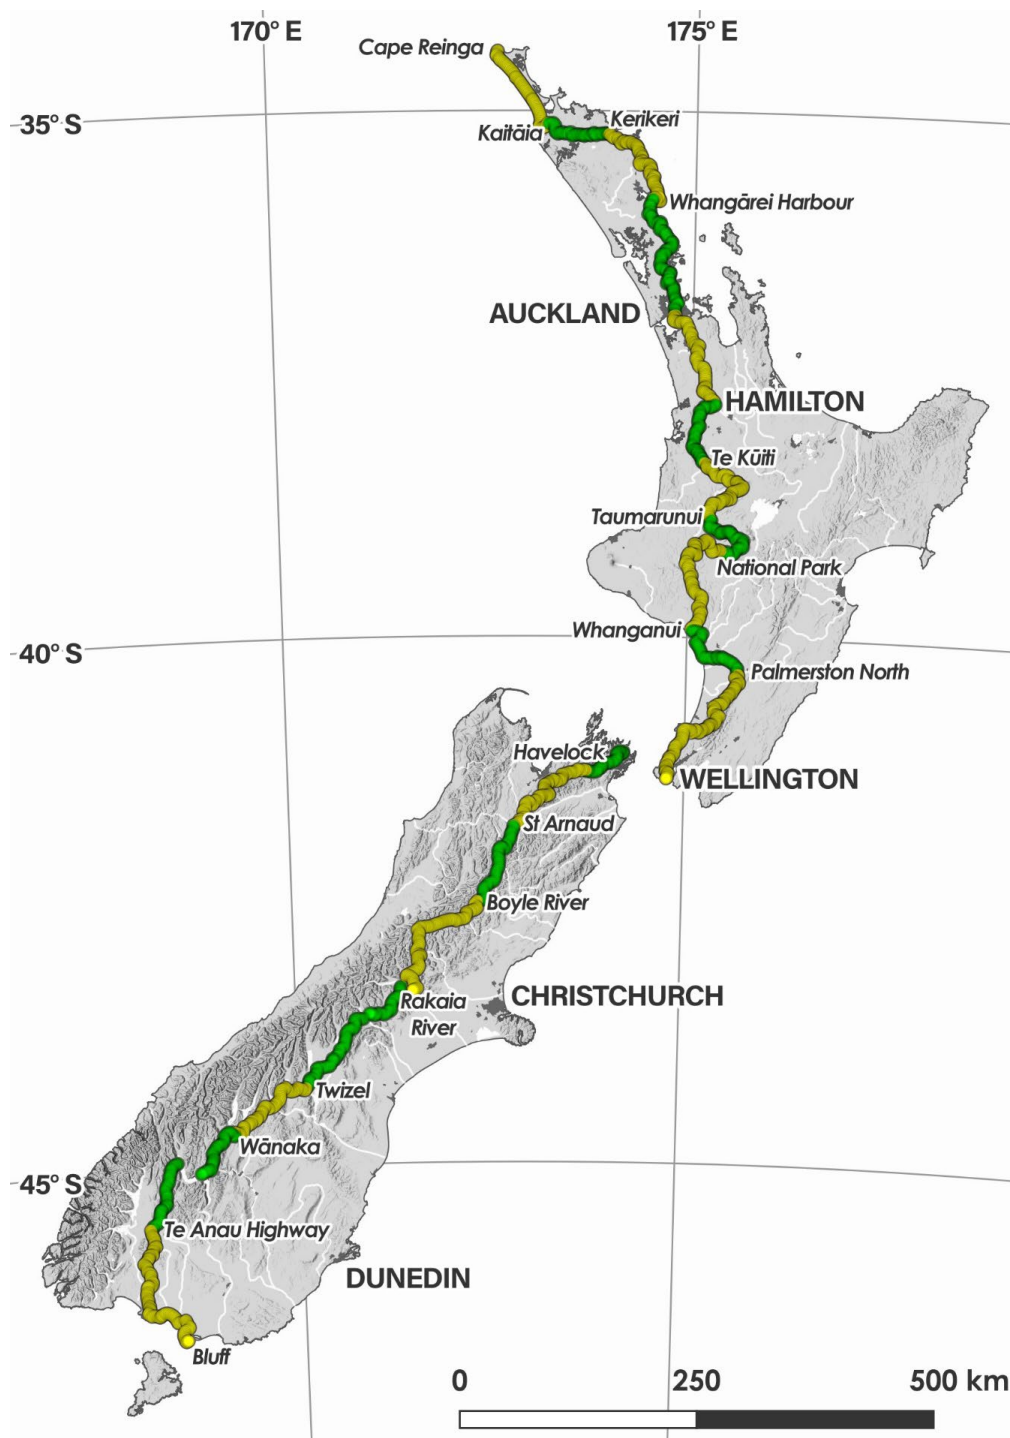 170° E
175° E
Cape Reinga
35° S
Kaitāia
Kerikeri
Whangārei Harbour
AUCKLAND
HAMILTON
Te Kūiti
Taumarunui
National Park
Whanganui
40° S
Palmerston North
Havelock
WELLINGTON
St Arnaud
Boyle River
Rakaia
River
CHRISTCHURCH
Twizel
Wānaka
45° S
Te Anau Highway
DUNEDIN
Bluff
0
250
500 km